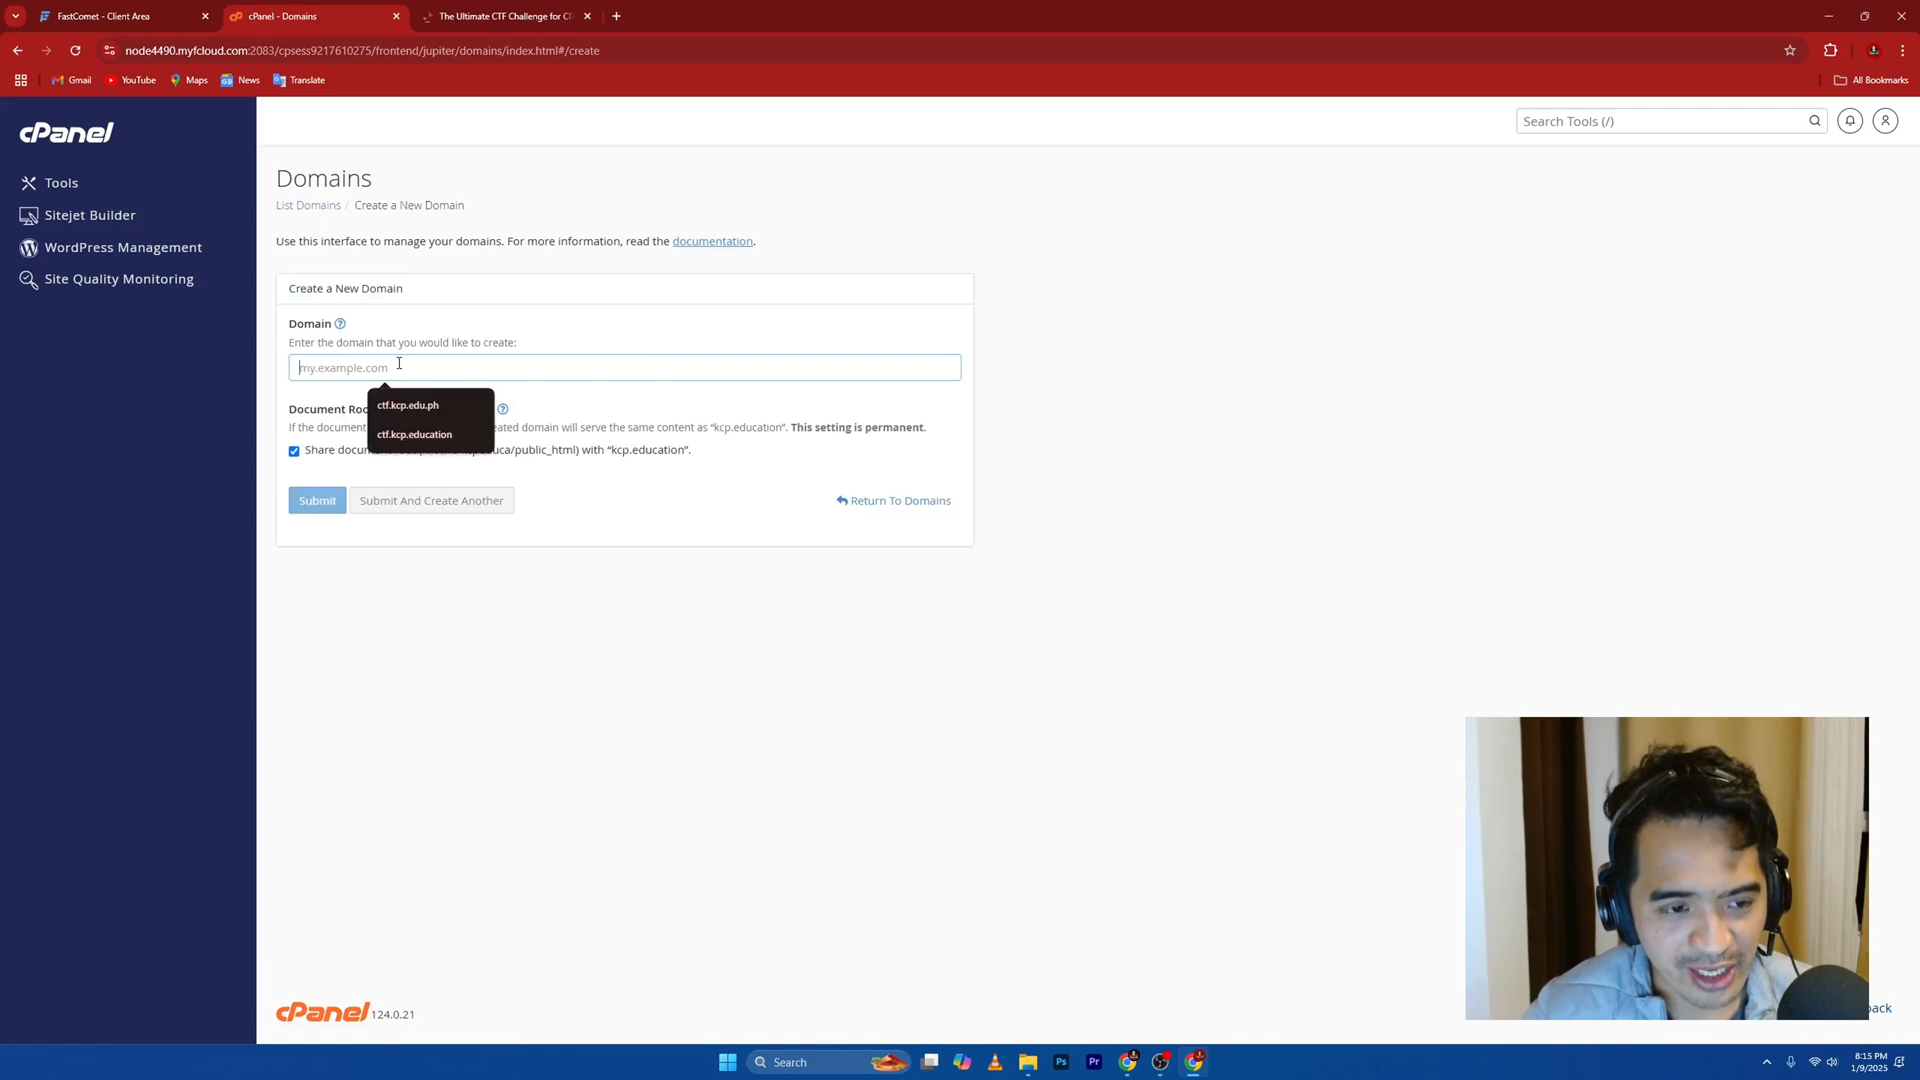 FastComet - Client Area
cPanel - Domains
The Ultimate CTF Challenge for C
node4490.myfcloud.com:2083/cpsess9217610275/frontend/jupiter/domains/index.html#/create
Gmail
YouTube
Maps
News
Translate
All Bookmarks
cPanel
Search Tools (/)
Tools
Sitejet Builder
WordPress Management
Site Quality Monitoring
Domains
List Domains / Create a New Domain
Use this interface to manage your domains. For more information, read the documentation.
Create a New Domain
Domain
Enter the domain that you would like to create:
my.example.com
ctf.kcp.edu.ph
ctf.kcp.education
Document Roo
If the document eated domain will serve the same content as “kcp.education”. This setting is permanent.
Share docum uca/public_html) with “kcp.education”.
Submit
Submit And Create Another
Return To Domains
cPanel 124.0.21
back
Search
Ps
Pr
8:15 PM
1/9/2025